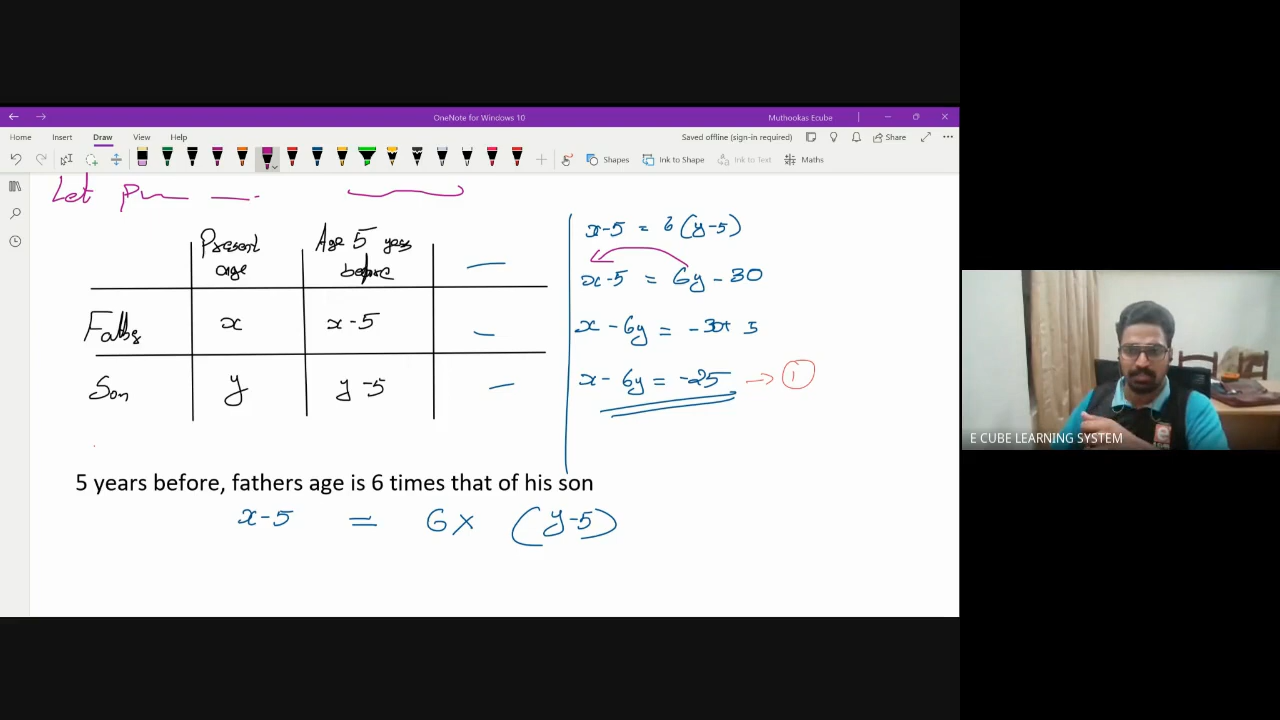 OneNote for Windows 10
Muthookas Ecube
Home Insert Draw View Help
Saved offline (sign-in required) Share
Shapes Ink to Shape Ink to Text Maths
Let
Present age Age 5 years before
Father x x-5
Son y y-5
x-5 = 6(y-5)
x-5 = 6y-30
x-6y = -30+5
x-6y = -25 → 1
5 years before, fathers age is 6 times that of his son
x-5 = 6× (y-5)
E CUBE LEARNING SYSTEM